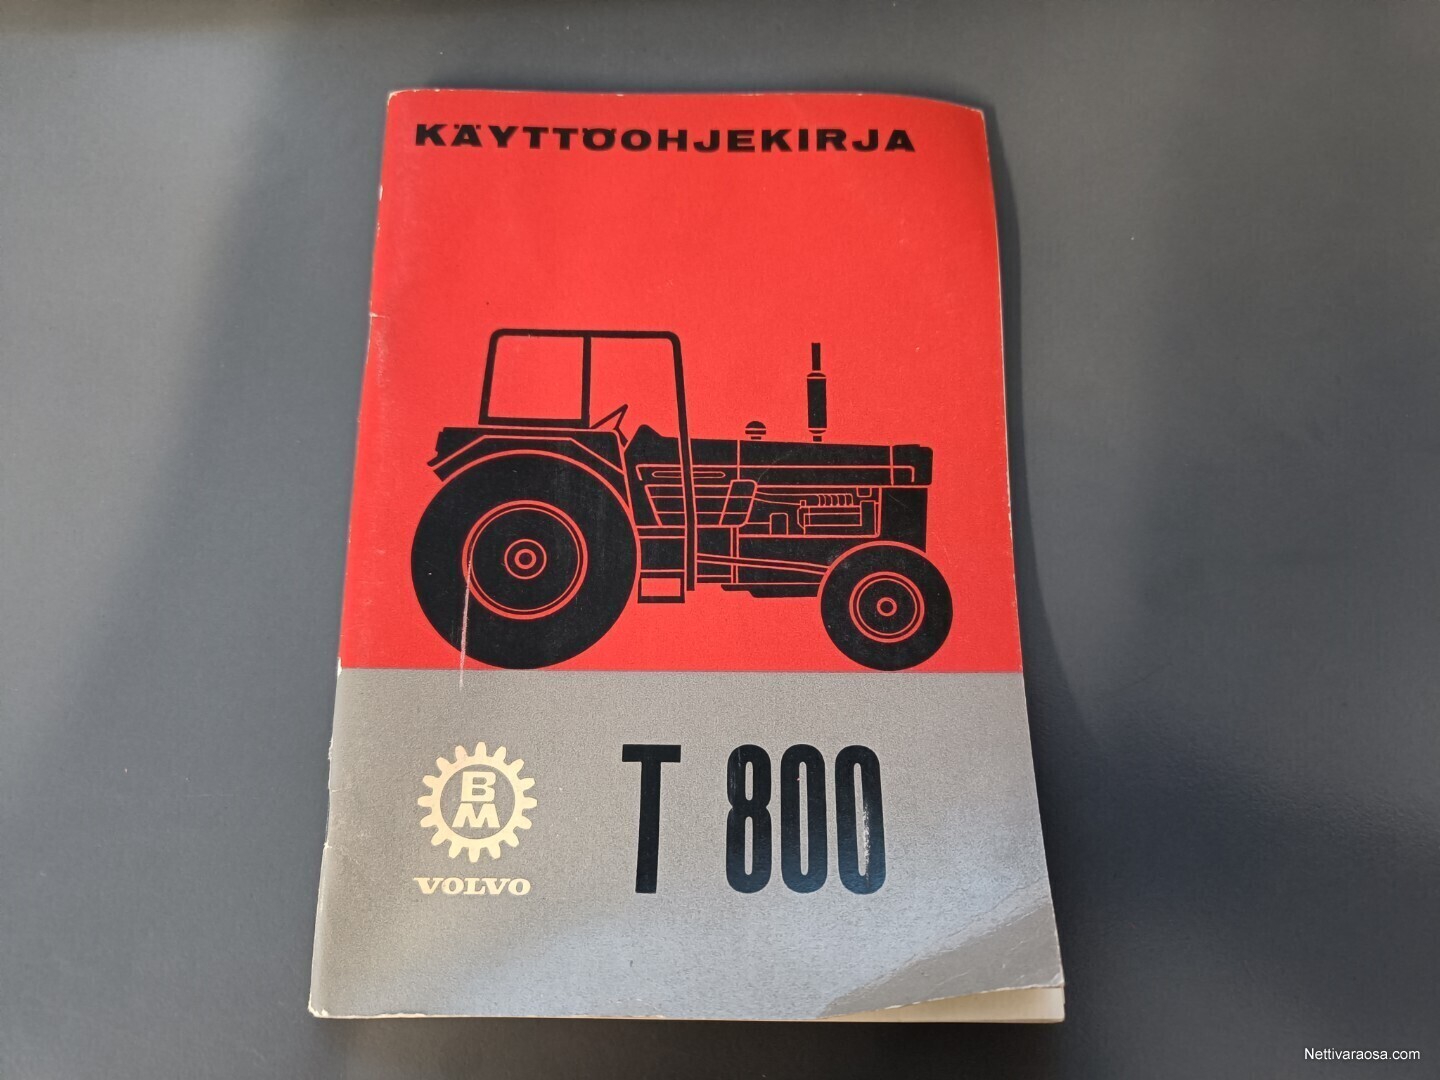 KÄYTTÖOHJEKIRJA
BM
VOLVO
T 800
Nettivaraosa.com